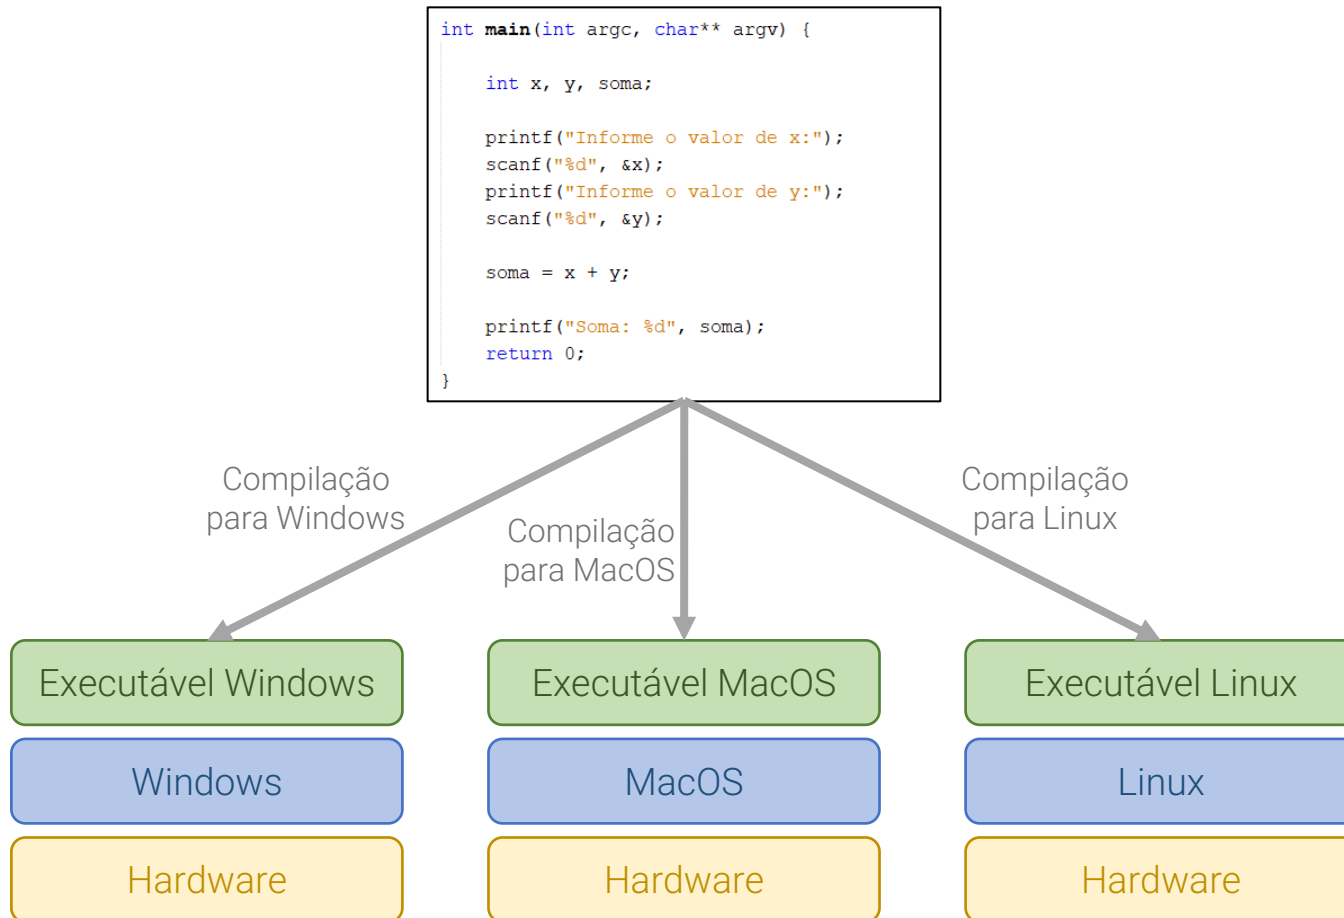 int main(int argc, char** argv) {
int x, y, soma;
printf("Informe o valor de x:");
scanf("%d", &x);
printf("Informe o valor de y:");
scanf("%d", &y);
soma = x + y;
printf("Soma: %d", soma);
return 0;
}
Compilação
para Windows
Compilação
para MacOS
Compilação
para Linux
Executável Windows
Executável MacOS
Executável Linux
Windows
MacOS
Linux
Hardware
Hardware
Hardware